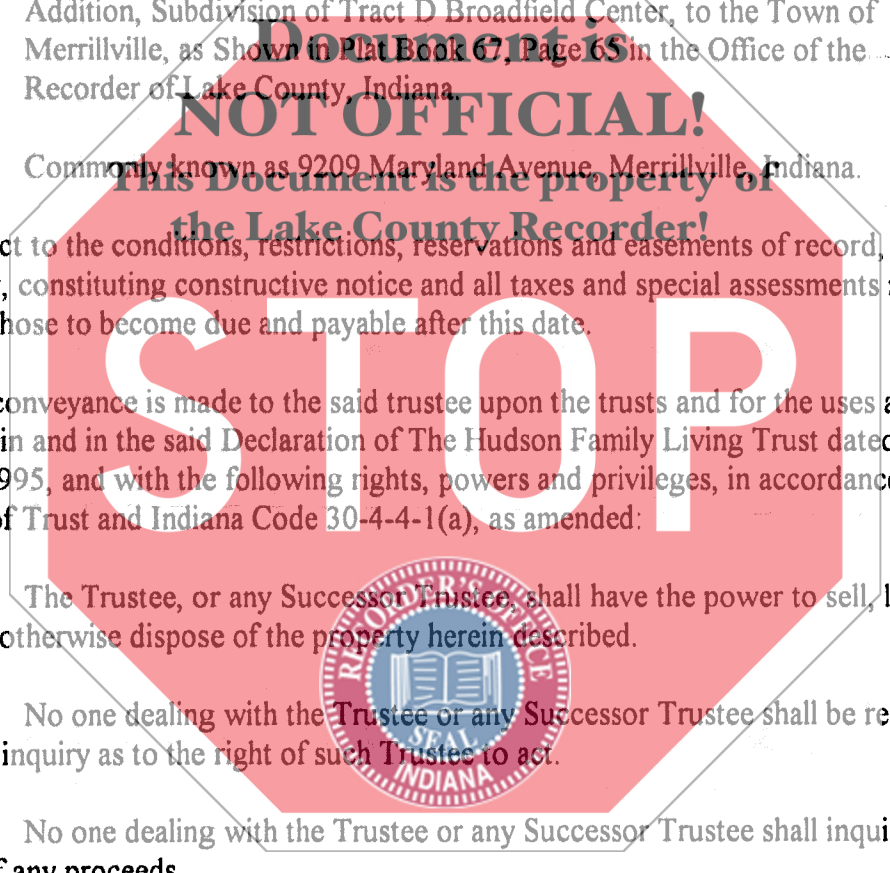 Addition, Subdivision of Tract D Broadfield Center, to the Town of
Document is
Merrillville, as Shown in Plat Book 67, Page 65 in the Office of the
Recorder of Lake County, Indiana.
NOT OFFICIAL!
Commonly known as 9209 Maryland Avenue, Merrillville, Indiana.
This Document is the property of
the Lake County Recorder!
ct to the conditions, restrictions, reservations and easements of record,
, constituting constructive notice and all taxes and special assessments
hose to become due and payable after this date.
STOP
conveyance is made to the said trustee upon the trusts and for the uses a
in and in the said Declaration of The Hudson Family Living Trust dated
995, and with the following rights, powers and privileges, in accordance
of Trust and Indiana Code 30-4-4-1(a), as amended:
The Trustee, or any Successor Trustee, shall have the power to sell, l
otherwise dispose of the property herein described.
RECORDER'S OFFICE
SEAL
INDIANA
No one dealing with the Trustee or any Successor Trustee shall be re
inquiry as to the right of such Trustee to act.
No one dealing with the Trustee or any Successor Trustee shall inqui
f any proceeds